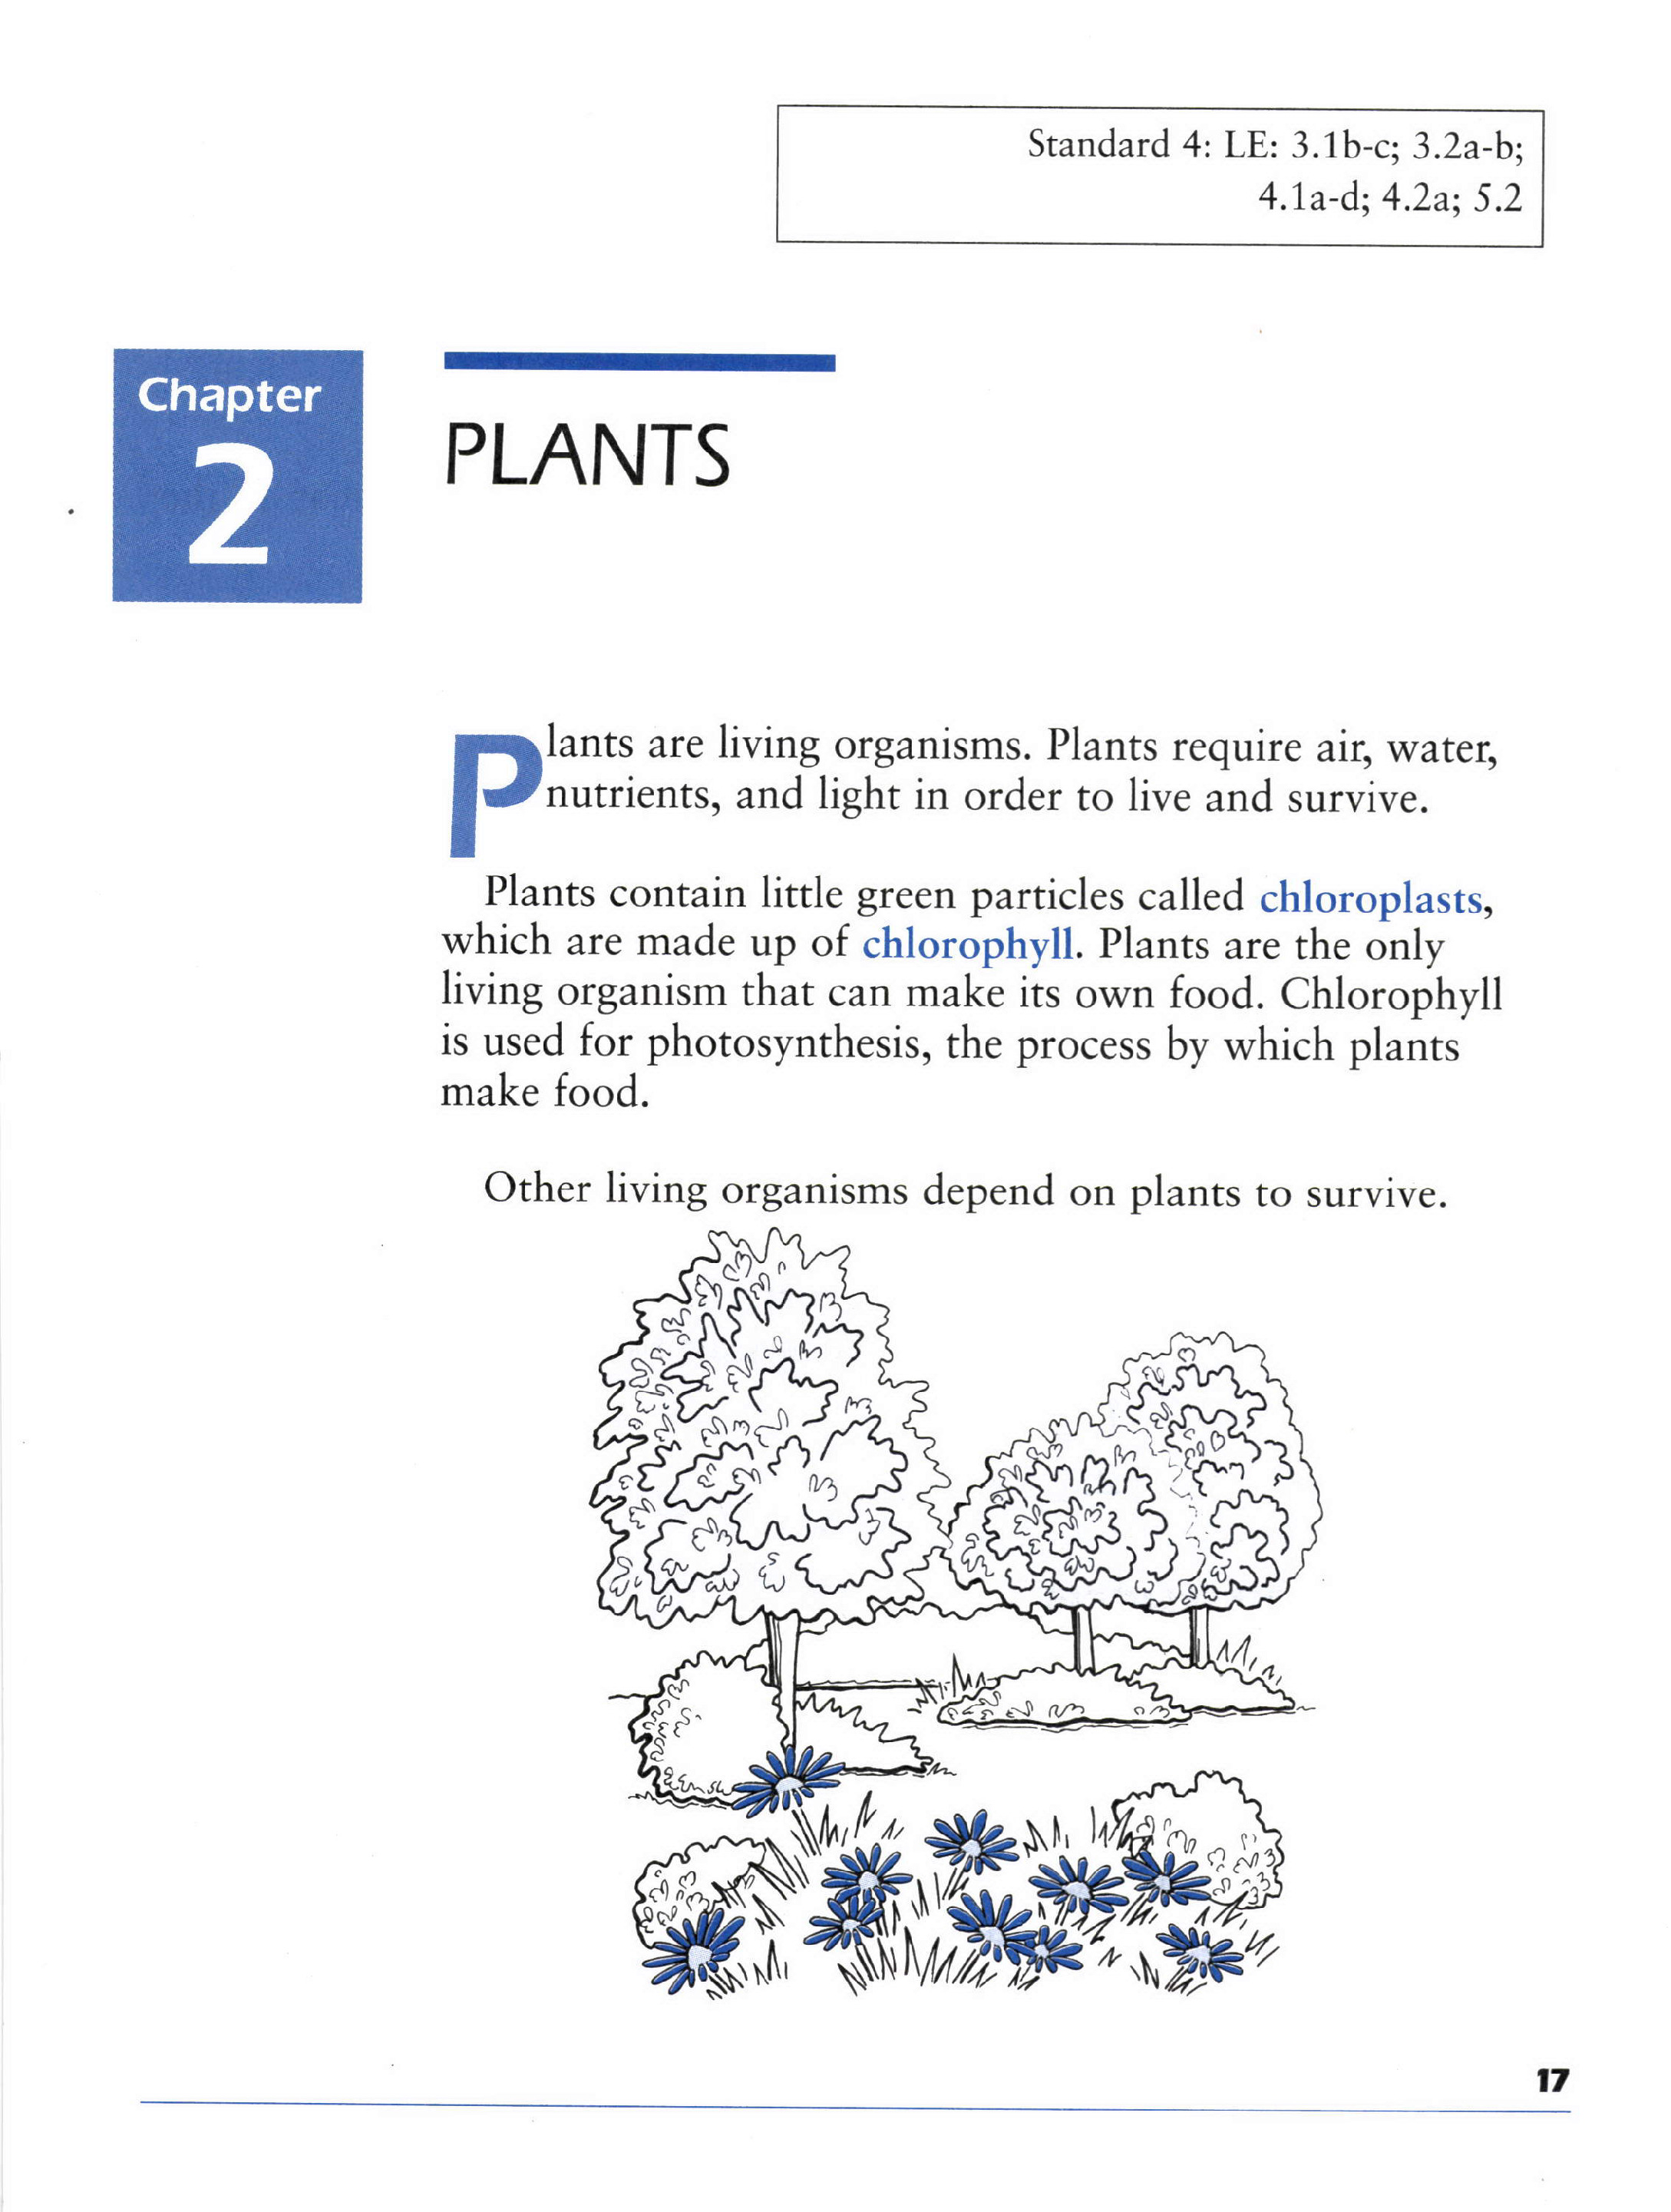 Standard 4: LE: 3.1b-c; 3.2a-b;
4.1a-d; 4.2a; 5.2
Chapter
2
PLANTS
Plants are living organisms. Plants require air, water,
nutrients, and light in order to live and survive.
Plants contain little green particles called chloroplasts,
which are made up of chlorophyll. Plants are the only
living organism that can make its own food. Chlorophyll
is used for photosynthesis, the process by which plants
make food.
Other living organisms depend on plants to survive.
17